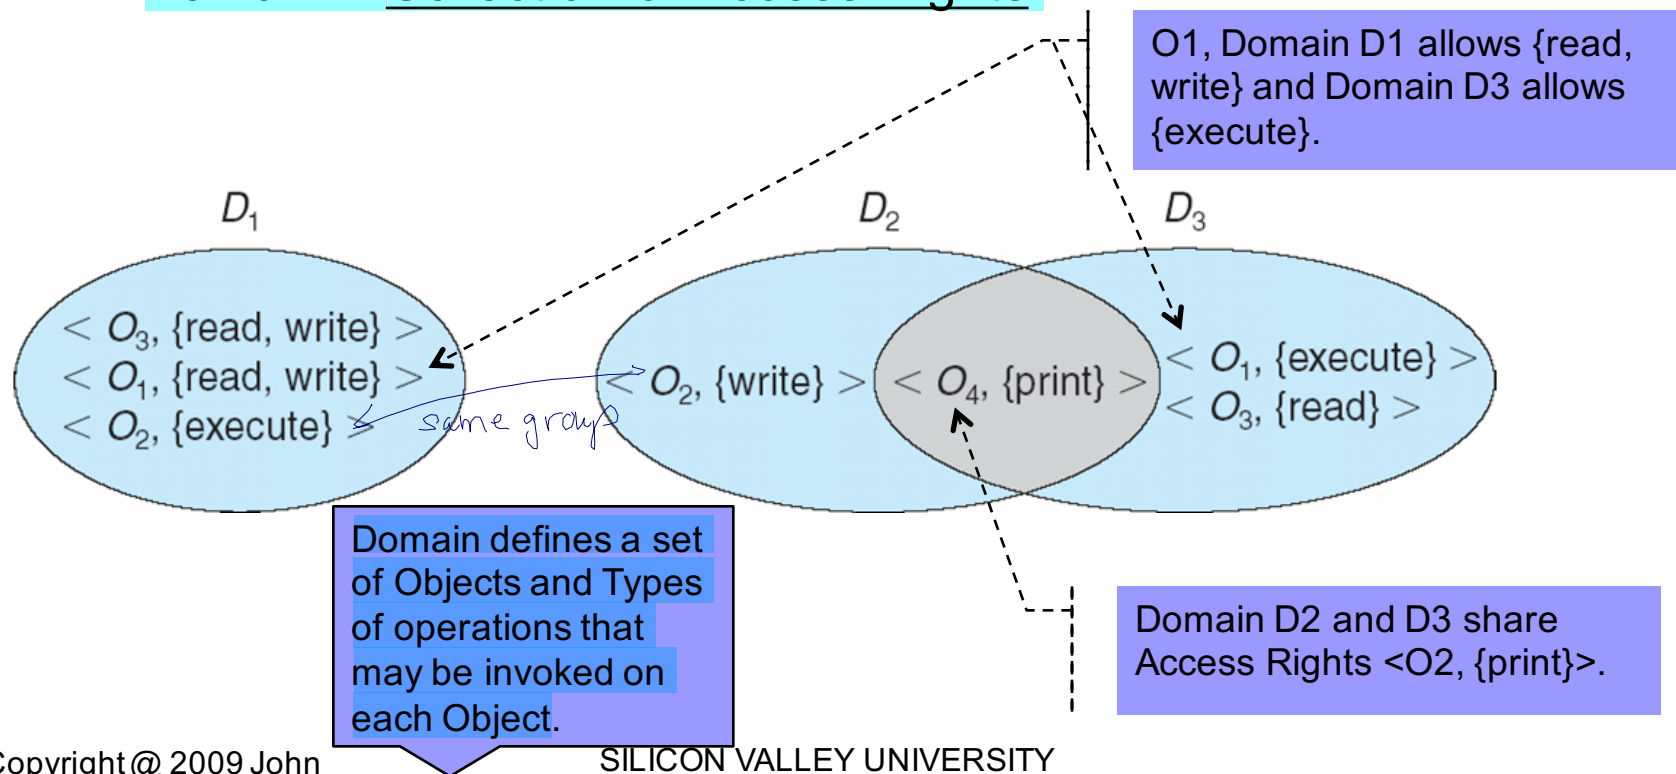 O1, Domain D1 allows {read,
write} and Domain D3 allows
{execute}.
D1
D2
D3
< O3, {read, write} >
< O1, {read, write} >
< O2, {execute} >
same group
< O2, {write} >
< O4, {print} >
< O1, {execute} >
< O3, {read} >
Domain defines a set
of Objects and Types
of operations that
may be invoked on
each Object.
Domain D2 and D3 share
Access Rights <O2, {print}>.
Copyright @ 2009 John
SILICON VALLEY UNIVERSITY